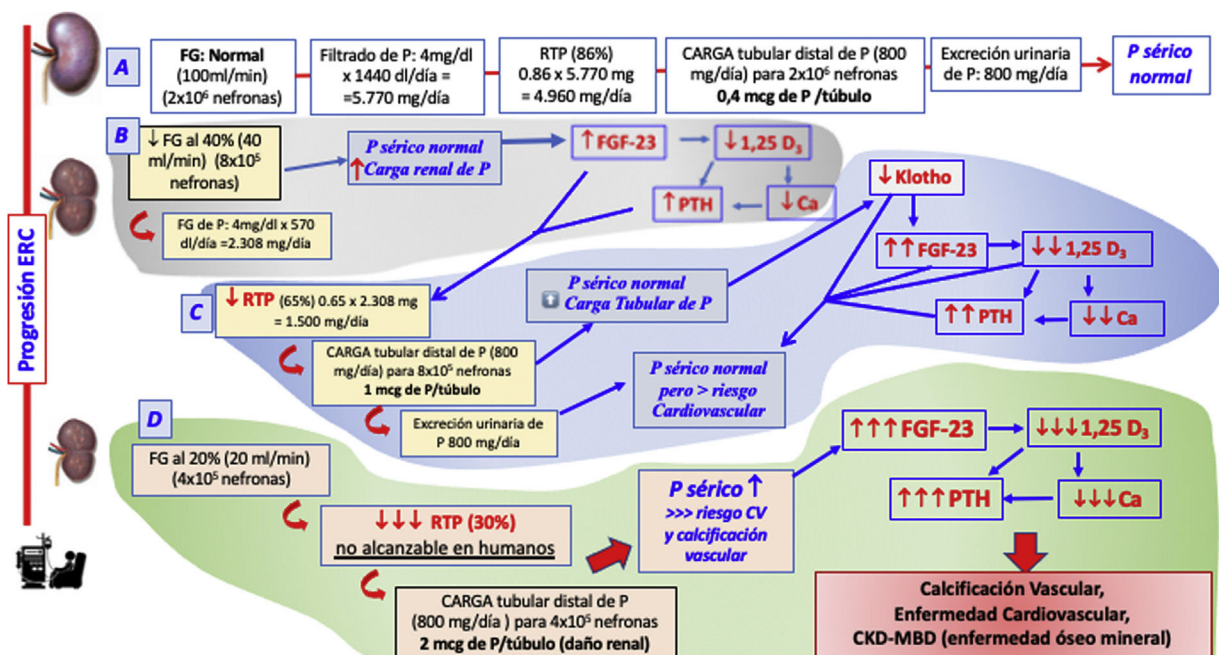 Progresión ERC
A
FG: Normal
(100ml/min)
(2x10⁶ nefronas)
Filtrado de P: 4mg/dl
x 1440 dl/día =
=5.770 mg/día
RTP (86%)
0.86 x 5.770 mg
= 4.960 mg/día
CARGA tubular distal de P (800
mg/día) para 2x10⁶ nefronas
0,4 mcg de P /túbulo
Excreción urinaria
de P: 800 mg/día
P sérico
normal
B
↓ FG al 40% (40
ml/min) (8x10⁵
nefronas)
FG de P: 4mg/dl x 570
dl/día =2.308 mg/día
P sérico normal
↑ Carga renal de P
↑ FGF-23
↓ 1,25 D₃
↑ PTH
↓ Ca
C
↓ RTP (65%) 0.65 x 2.308 mg
= 1.500 mg/día
CARGA tubular distal de P (800
mg/día) para 8x10⁵ nefronas
1 mcg de P/túbulo
Excreción urinaria de
P 800 mg/día
P sérico normal
↑ Carga Tubular de P
P sérico normal
pero > riesgo
Cardiovascular
↓ Klotho
↑↑ FGF-23
↓↓ 1,25 D₃
↑↑ PTH
↓↓ Ca
D
FG al 20% (20 ml/min)
(4x10⁵ nefronas)
↓↓↓ RTP (30%)
no alcanzable en humanos
CARGA tubular distal de P
(800 mg/día ) para 4x10⁵ nefronas
2 mcg de P/túbulo (daño renal)
P sérico ↑
>>> riesgo CV
y calcificación
vascular
↑↑↑ FGF-23
↓↓↓ 1,25 D₃
↑↑↑ PTH
↓↓↓ Ca
Calcificación Vascular,
Enfermedad Cardiovascular,
CKD-MBD (enfermedad óseo mineral)